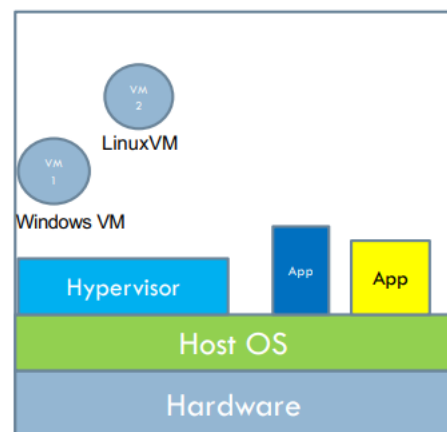 VM
2
LinuxVM
VM
1
Windows VM
Hypervisor
App
App
Host OS
Hardware